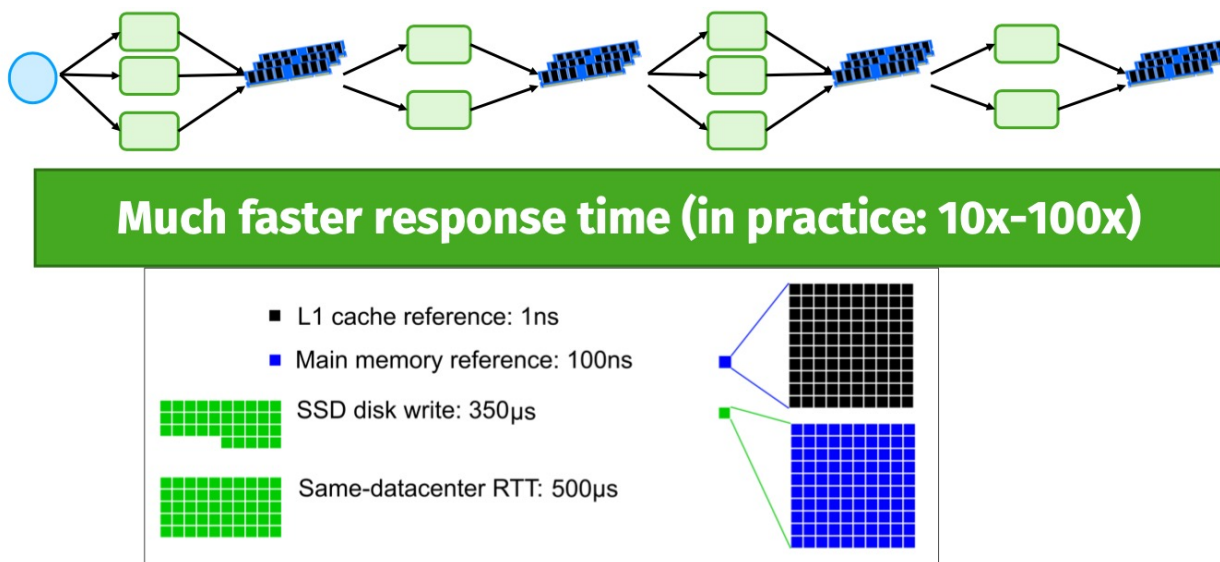 Much faster response time (in practice: 10x-100x)
L1 cache reference: 1ns
Main memory reference: 100ns
SSD disk write: 350µs
Same-datacenter RTT: 500µs